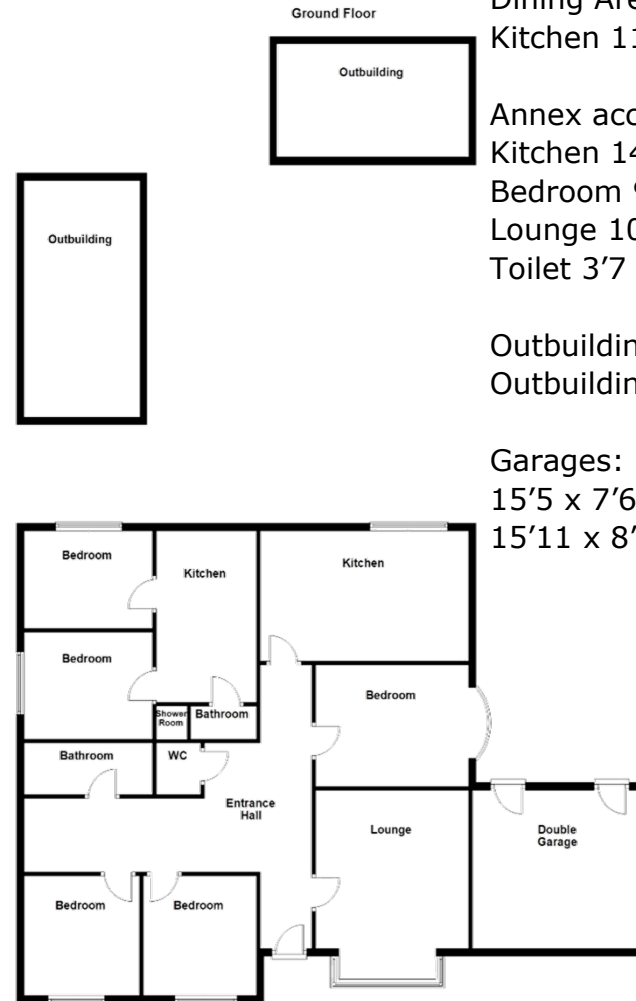 Ground Floor
Dining Are
Kitchen 11
Annex acc
Kitchen 14
Bedroom
Lounge 10
Toilet 3’7
Outbuildin
Outbuildin
Garages:
15’5 x 7’6
15’11 x 8’
Outbuilding
Outbuilding
Bedroom
Kitchen
Kitchen
Bedroom
Bedroom
Shower
Room
Bathroom
Bathroom
WC
Entrance
Hall
Lounge
Double
Garage
Bedroom
Bedroom